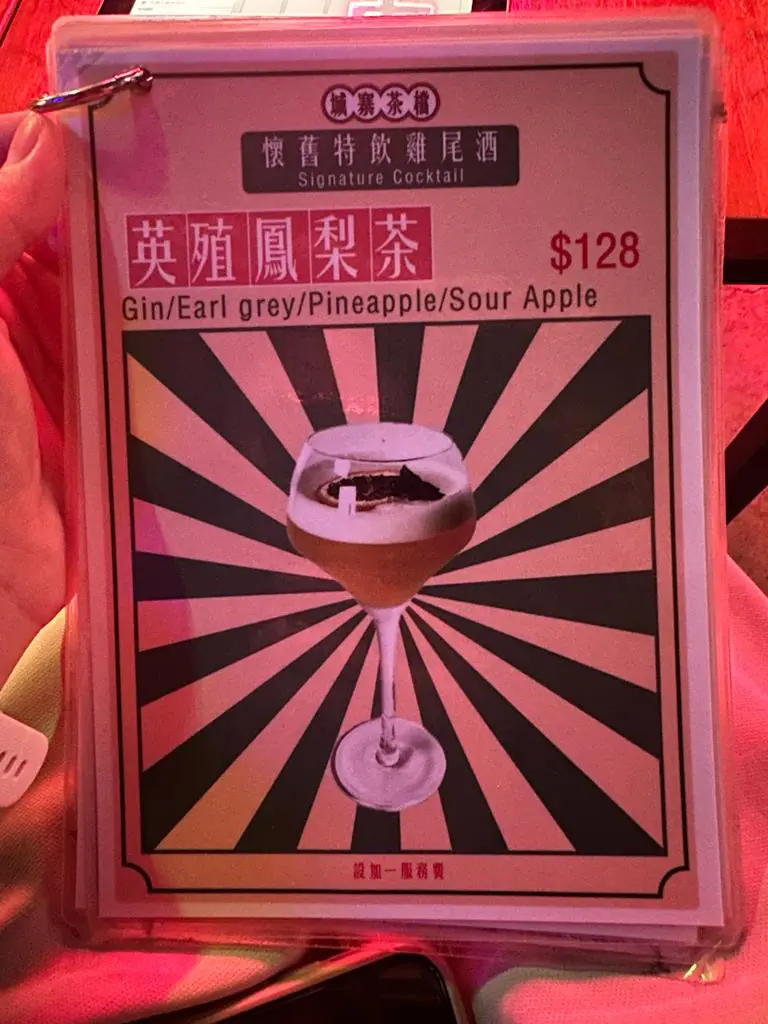 城寨茶檔
懷舊特飲雞尾酒
Signature Cocktail
英殖鳳梨茶
$128
Gin/Earl grey/Pineapple/Sour Apple
設加一服務費